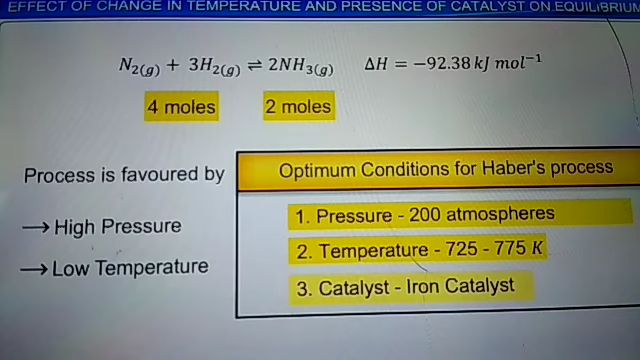 EFFECT OF CHANGE IN TEMPERATURE AND PRESENCE OF CATALYST ON EQUILIBRIUM
N₂(g) + 3H₂(g) ⇌ 2NH₃(g) ΔH = −92.38 kJ mol⁻¹
4 moles 2 moles
Process is favoured by
→ High Pressure
→ Low Temperature
Optimum Conditions for Haber's process
1. Pressure - 200 atmospheres
2. Temperature - 725 - 775 K
3. Catalyst - Iron Catalyst